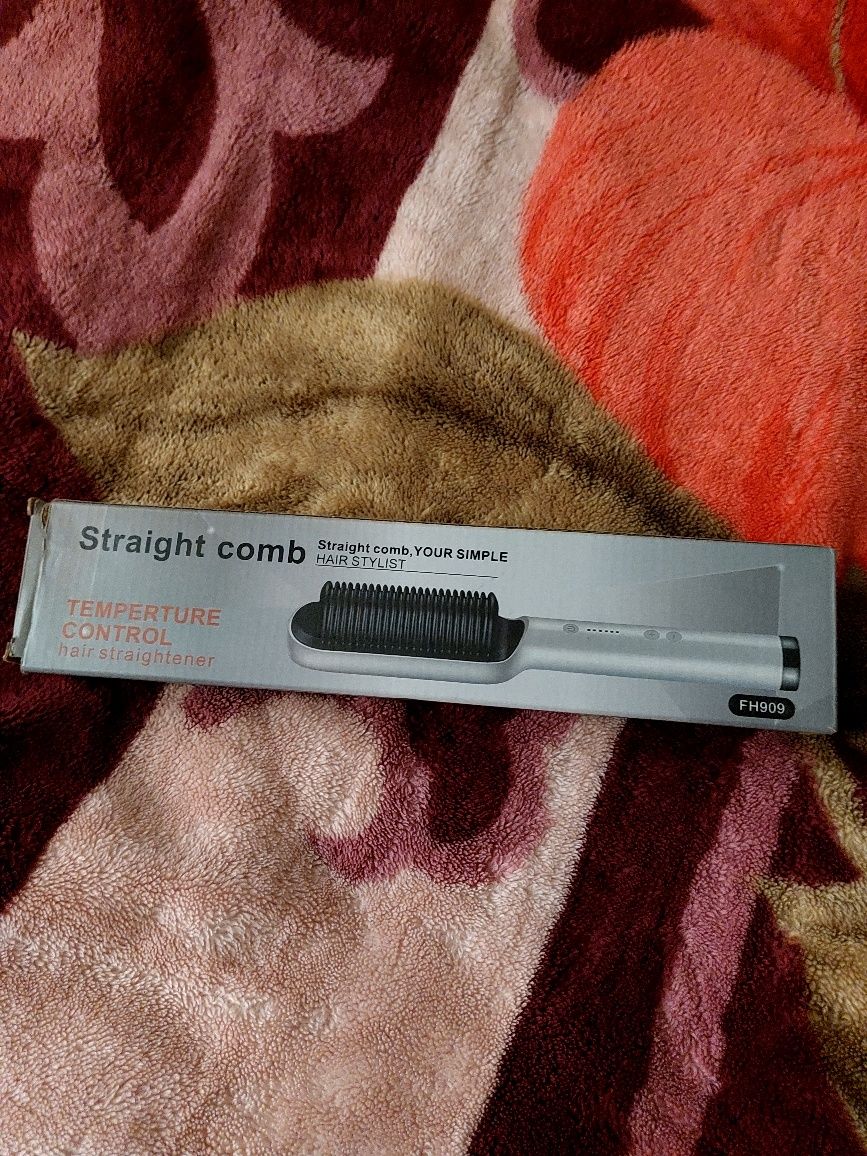 Straight comb
Straight comb,YOUR SIMPLE
HAIR STYLIST
TEMPERTURE
CONTROL
hair straightener
FH909